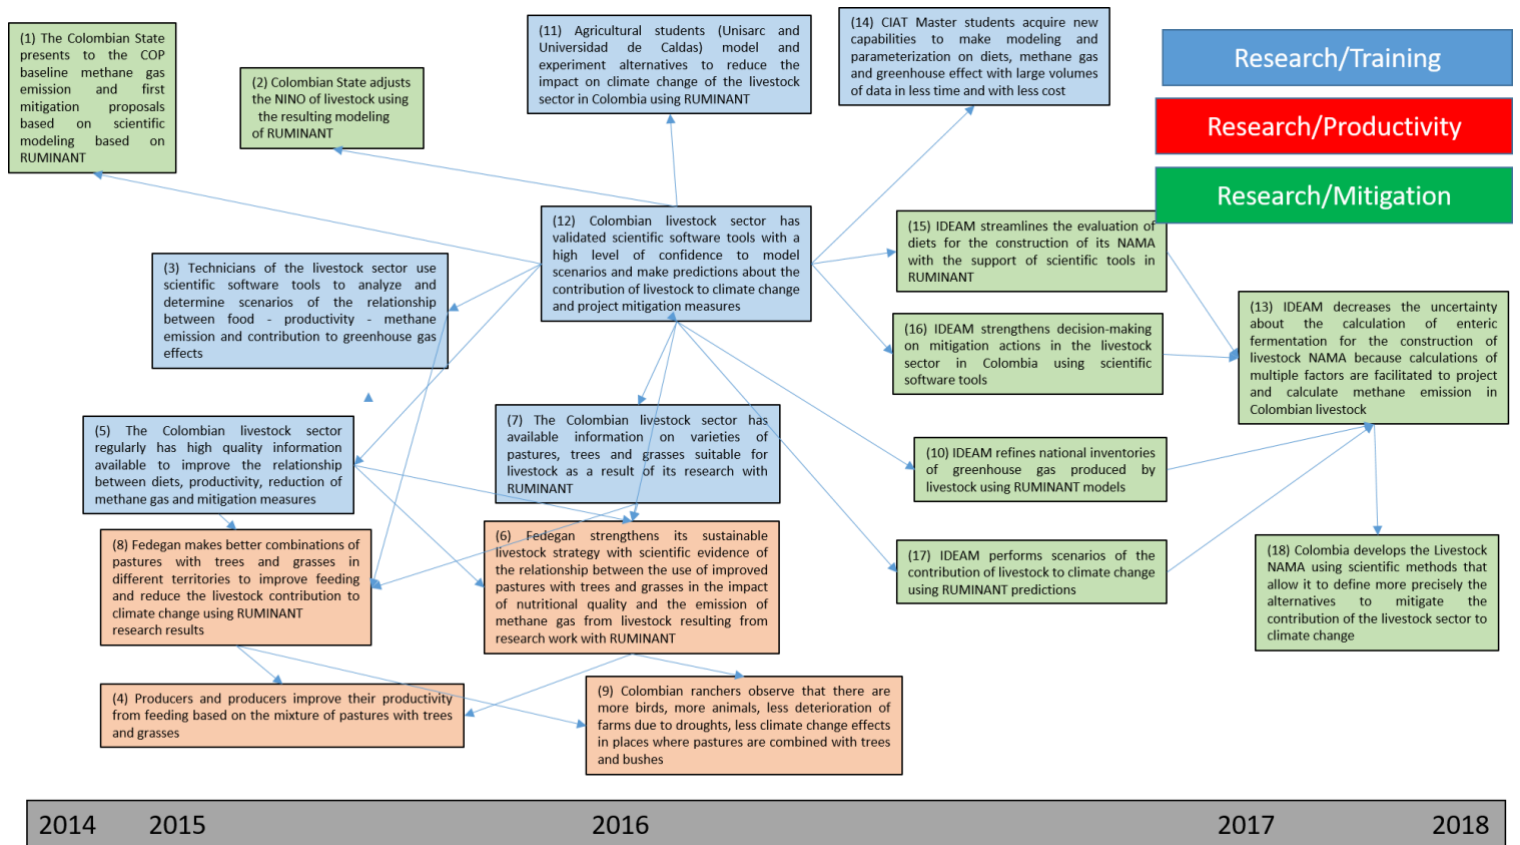 (1) The Colombian State
presents to the COP
baseline methane gas
emission and first
mitigation proposals
based on scientific
modeling based on
RUMINANT
(2) Colombian State adjusts
the NINO of livestock using
the resulting modeling
of RUMINANT
(11) Agricultural students (Unisarc and
Universidad de Caldas) model and
experiment alternatives to reduce the
impact on climate change of the livestock
sector in Colombia using RUMINANT
(14) CIAT Master students acquire new
capabilities to make modeling and
parameterization on diets, methane gas
and greenhouse effect with large volumes
of data in less time and with less cost
Research/Training
Research/Productivity
Research/Mitigation
(12) Colombian livestock sector has
validated scientific software tools with a
high level of confidence to model
scenarios and make predictions about the
contribution of livestock to climate change
and project mitigation measures
(15) IDEAM streamlines the evaluation of
diets for the construction of its NAMA
with the support of scientific tools in
RUMINANT
(3) Technicians of the livestock sector use
scientific software tools to analyze and
determine scenarios of the relationship
between food - productivity - methane
emission and contribution to greenhouse gas
effects
(16) IDEAM strengthens decision-making
on mitigation actions in the livestock
sector in Colombia using scientific
software tools
(13) IDEAM decreases the uncertainty
about the calculation of enteric
fermentation for the construction of
livestock NAMA because calculations of
multiple factors are facilitated to project
and calculate methane emission in
Colombian livestock
(5) The Colombian livestock sector
regularly has high quality information
available to improve the relationship
between diets, productivity, reduction of
methane gas and mitigation measures
(7) The Colombian livestock sector has
available information on varieties of
pastures, trees and grasses suitable for
livestock as a result of its research with
RUMINANT
(10) IDEAM refines national inventories
of greenhouse gas produced by
livestock using RUMINANT models
(8) Fedegan makes better combinations of
pastures with trees and grasses in
different territories to improve feeding
and reduce the livestock contribution to
climate change using RUMINANT
research results
(6) Fedegan strengthens its sustainable
livestock strategy with scientific evidence of
the relationship between the use of improved
pastures with trees and grasses in the impact
of nutritional quality and the emission of
methane gas from livestock resulting from
research work with RUMINANT
(17) IDEAM performs scenarios of the
contribution of livestock to climate change
using RUMINANT predictions
(18) Colombia develops the Livestock
NAMA using scientific methods that
allow it to define more precisely the
alternatives to mitigate the
contribution of the livestock sector to
climate change
(4) Producers and producers improve their productivity
from feeding based on the mixture of pastures with trees
and grasses
(9) Colombian ranchers observe that there are
more birds, more animals, less deterioration of
farms due to droughts, less climate change effects
in places where pastures are combined with trees
and bushes
2014 2015 2016 2017 2018